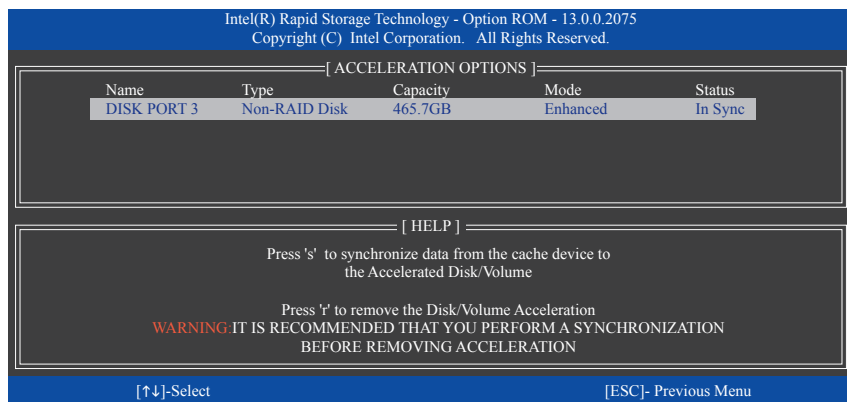 Intel(R) Rapid Storage Technology - Option ROM - 13.0.0.2075
Copyright (C) Intel Corporation. All Rights Reserved.
[ ACCELERATION OPTIONS ]
Name Type Capacity Mode Status
DISK PORT 3 Non-RAID Disk 465.7GB Enhanced In Sync
[ HELP ]
Press 's' to synchronize data from the cache device to
the Accelerated Disk/Volume
Press 'r' to remove the Disk/Volume Acceleration
WARNING:IT IS RECOMMENDED THAT YOU PERFORM A SYNCHRONIZATION
BEFORE REMOVING ACCELERATION
[↑↓]-Select [ESC]- Previous Menu